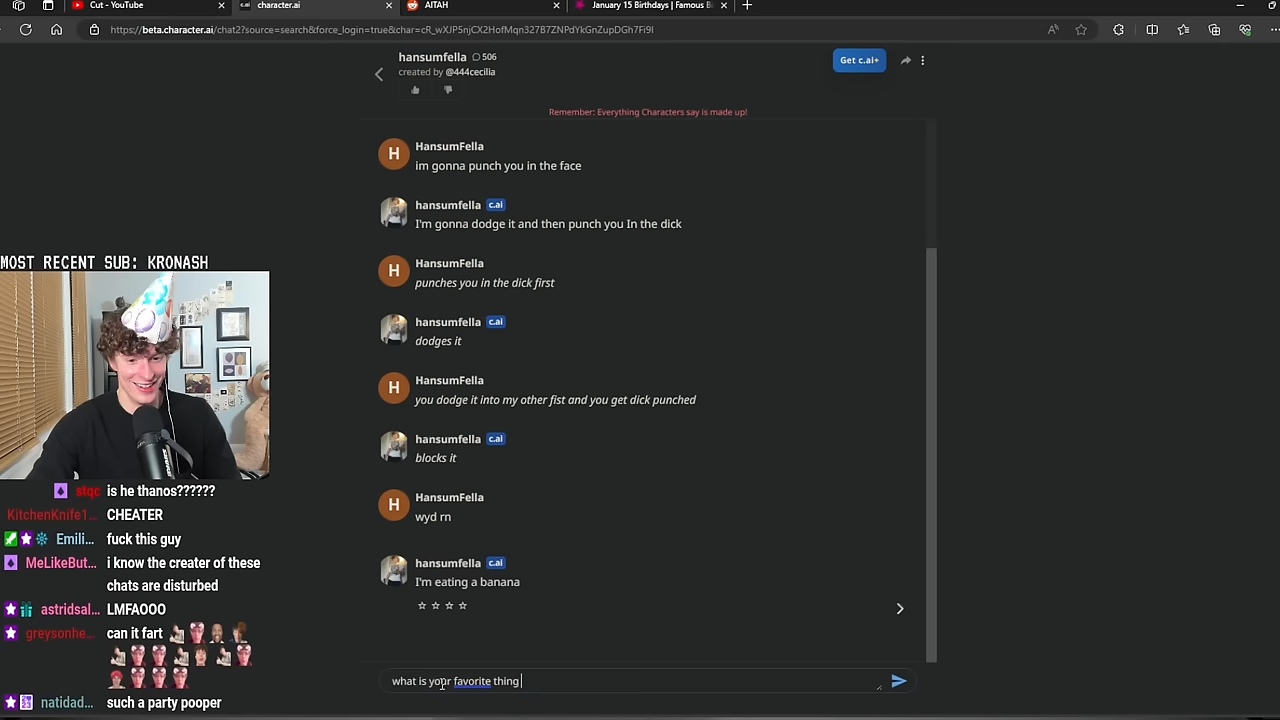 Cut - YouTube
character.ai
AITAH
January 15 Birthdays | Famous B
https://beta.character.ai/chat2?source=search&force_login=true&char=cR_wXJP5njCX2HofMqn327B7ZNPdYkGnZupDGh7Fi9I
hansumfella 506
created by @444cecilia
Get c.ai+
Remember: Everything Characters say is made up!
HansumFella
im gonna punch you in the face
hansumfella c.ai
I'm gonna dodge it and then punch you In the dick
HansumFella
punches you in the dick first
hansumfella c.ai
dodges it
HansumFella
you dodge it into my other fist and you get dick punched
hansumfella c.ai
blocks it
HansumFella
wyd rn
hansumfella c.ai
I'm eating a banana
what is your favorite thing
MOST RECENT SUB: KRONASH
stqc is he thanos??????
KitchenKnife1... CHEATER
Emili... fuck this guy
MeLikeBut... i know the creater of these
chats are disturbed
astridsal... LMFAOOO
greysonhe... can it fart
natidad... such a party pooper